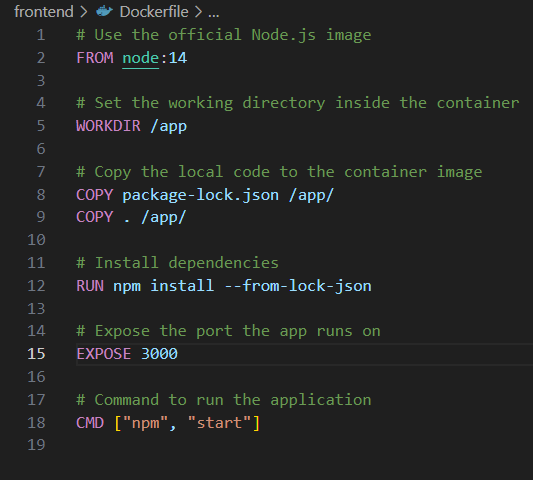 frontend > Dockerfile > ...
1 # Use the official Node.js image
2 FROM node:14
3
4 # Set the working directory inside the container
5 WORKDIR /app
6
7 # Copy the local code to the container image
8 COPY package-lock.json /app/
9 COPY . /app/
10
11 # Install dependencies
12 RUN npm install --from-lock-json
13
14 # Expose the port the app runs on
15 EXPOSE 3000
16
17 # Command to run the application
18 CMD ["npm", "start"]
19